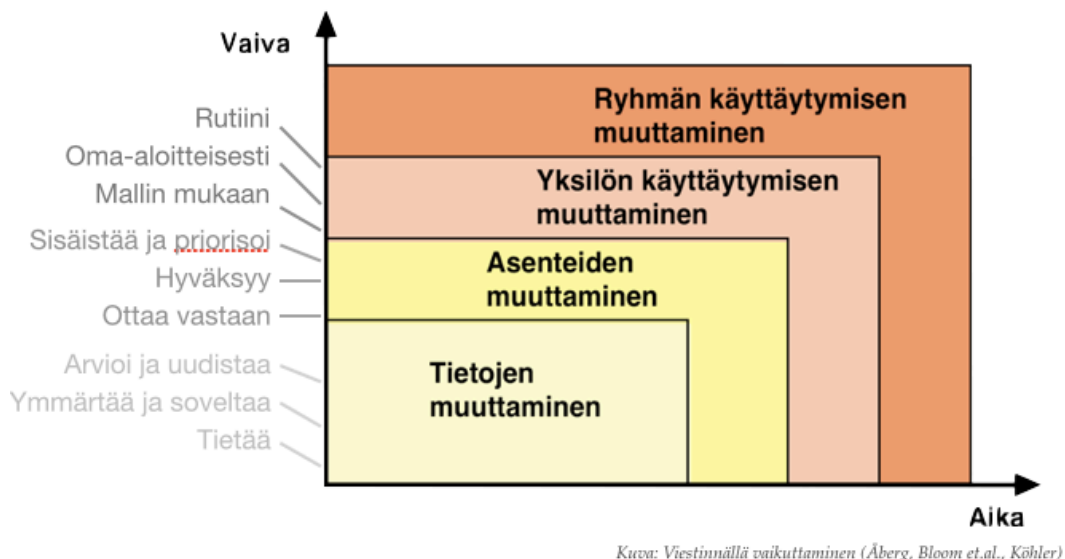 Vaiva
Rutiini
Oma-aloitteisesti
Mallin mukaan
Sisäistää ja priorisoi
Hyväksyy
Ottaa vastaan
Arvioi ja uudistaa
Ymmärtää ja soveltaa
Tietää
Ryhmän käyttäytymisen
muuttaminen
Yksilön käyttäytymisen
muuttaminen
Asenteiden
muuttaminen
Tietojen
muuttaminen
Aika
Kuva: Viestinnällä vaikuttaminen (Åberg, Bloom et.al., Köhler)